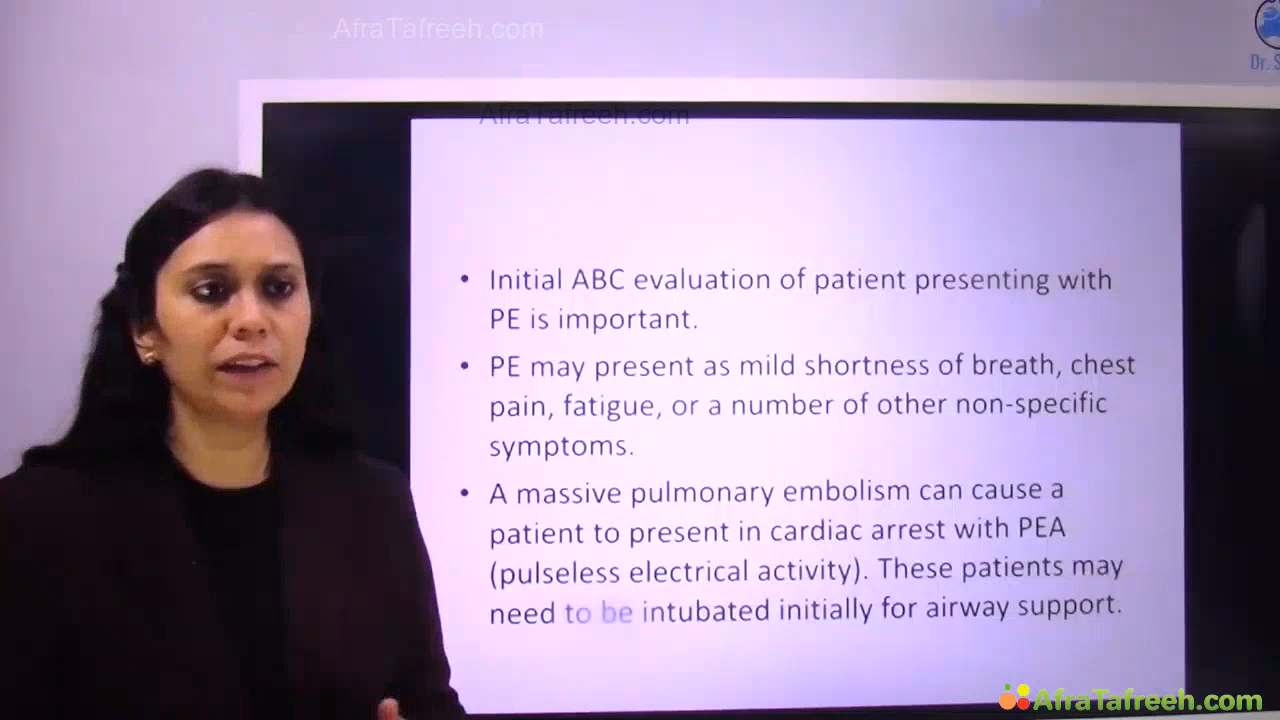 AfraTafreeh.com
Dr.
AfraTafreeh.com
• Initial ABC evaluation of patient presenting with
PE is important.
• PE may present as mild shortness of breath, chest
pain, fatigue, or a number of other non-specific
symptoms.
• A massive pulmonary embolism can cause a
patient to present in cardiac arrest with PEA
(pulseless electrical activity). These patients may
need to be intubated initially for airway support.
AfraTafreeh.com